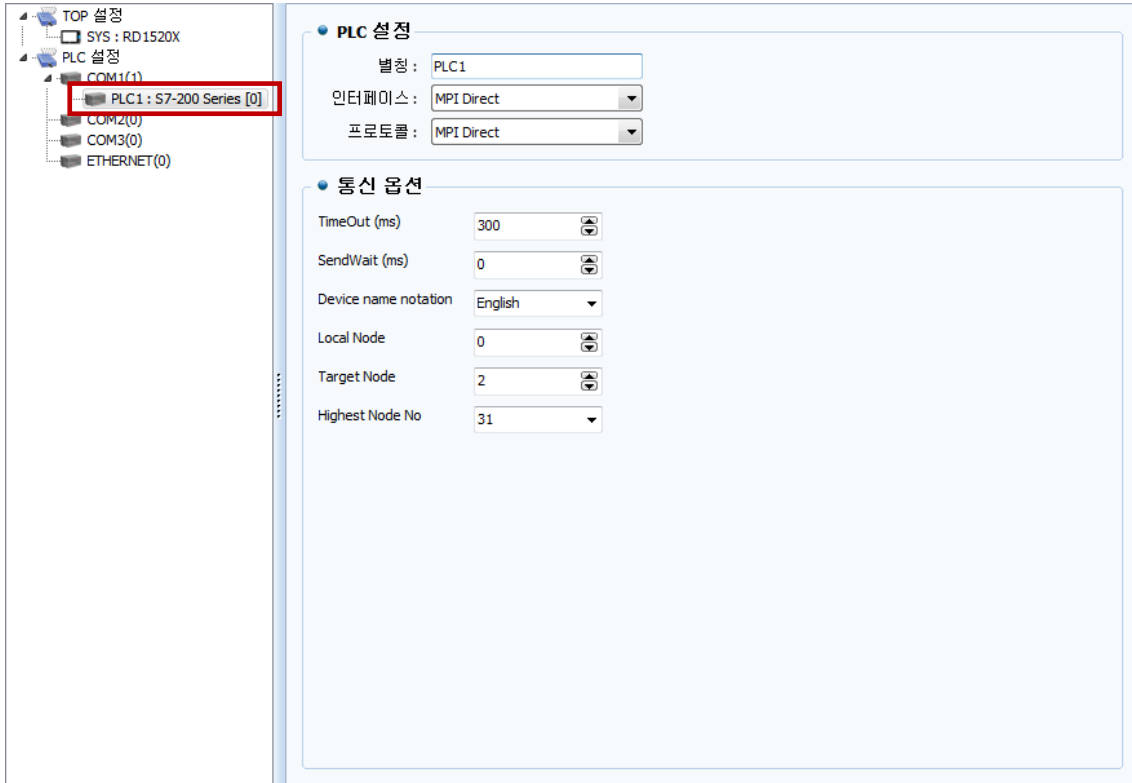 TOP 설정
SYS : RD1520X
PLC 설정
COM1(1)
PLC1 : S7-200 Series [0]
COM2(0)
COM3(0)
ETHERNET(0)
PLC 설정
별칭 : PLC1
인터페이스 : MPI Direct
프로토콜 : MPI Direct
통신 옵션
TimeOut (ms) 300
SendWait (ms) 0
Device name notation English
Local Node 0
Target Node 2
Highest Node No 31